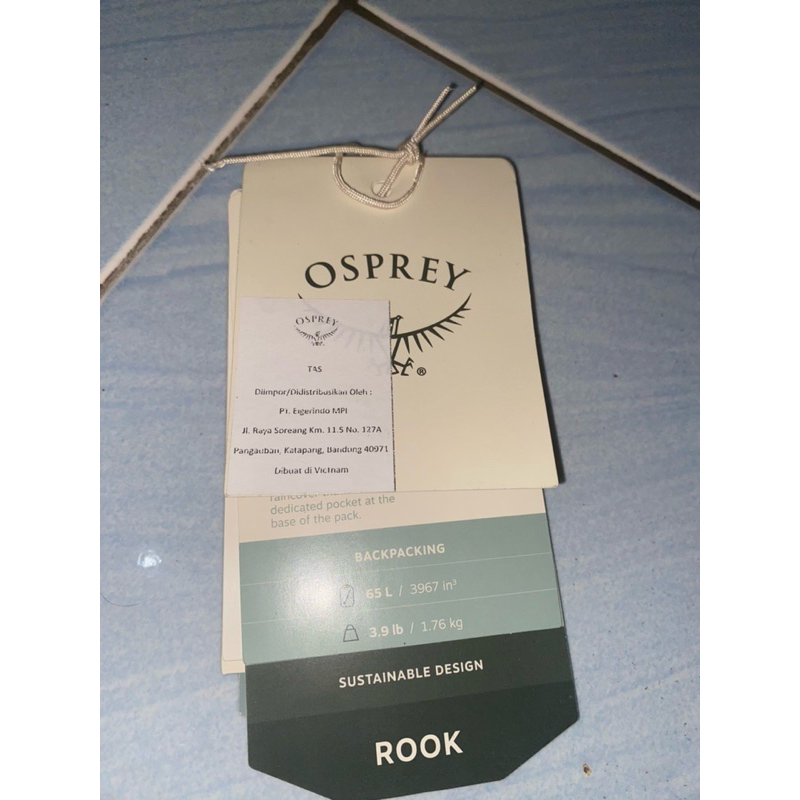 OSPREY
®
OSPREY
TAS
Diimpor/Didistribusikan Oleh :
Pt. Eigerindo MPI
Jl. Raya Soreang Km. 11.5 No. 127A
Pangauban, Katapang, Bandung 40971
Dibuat di Vietnam
raincover
dedicated pocket at the
base of the pack.
BACKPACKING
65 L / 3967 in³
3.9 lb / 1.76 kg
SUSTAINABLE DESIGN
ROOK